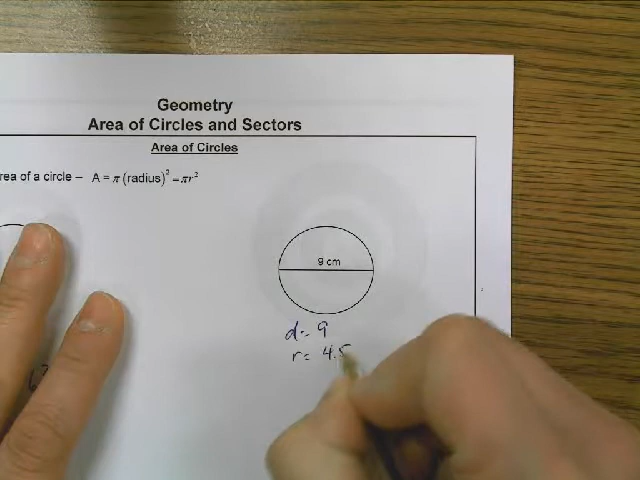 Geometry
Area of Circles and Sectors
Area of Circles
rea of a circle – A = π (radius)² = πr²
9 cm
d = 9
r = 4.5